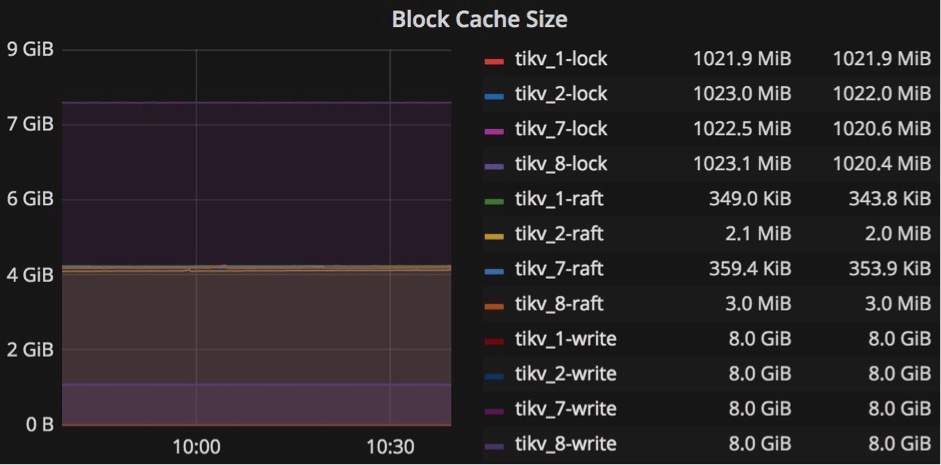 Block Cache Size
9 GiB
7 GiB
6 GiB
4 GiB
2 GiB
0 B
10:00 10:30
tikv_1-lock 1021.9 MiB 1021.9 MiB
tikv_2-lock 1023.0 MiB 1022.0 MiB
tikv_7-lock 1022.5 MiB 1020.6 MiB
tikv_8-lock 1023.1 MiB 1020.4 MiB
tikv_1-raft 349.0 KiB 343.8 KiB
tikv_2-raft 2.1 MiB 2.0 MiB
tikv_7-raft 359.4 KiB 353.9 KiB
tikv_8-raft 3.0 MiB 3.0 MiB
tikv_1-write 8.0 GiB 8.0 GiB
tikv_2-write 8.0 GiB 8.0 GiB
tikv_7-write 8.0 GiB 8.0 GiB
tikv_8-write 8.0 GiB 8.0 GiB